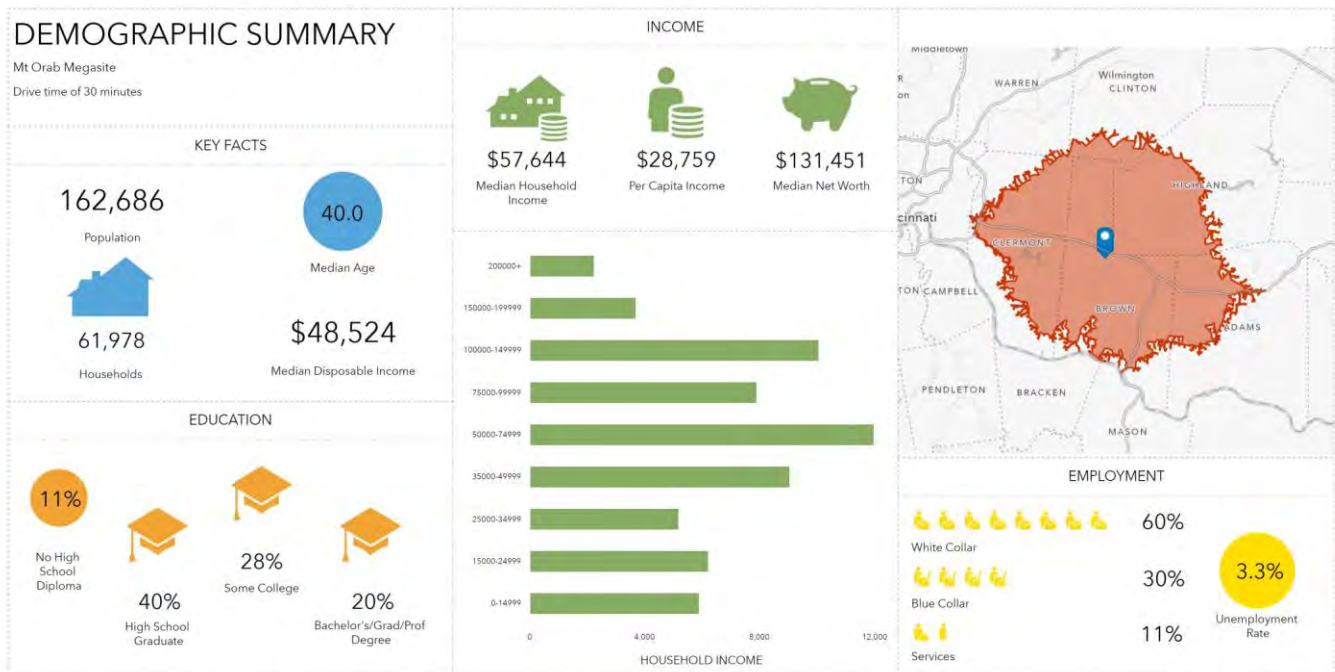 DEMOGRAPHIC SUMMARY
Mt Orab Megasite
Drive time of 30 minutes
KEY FACTS
162,686
Population
40.0
Median Age
61,978
Households
$48,524
Median Disposable Income
EDUCATION
11%
No High
School
Diploma
40%
High School
Graduate
28%
Some College
20%
Bachelor's/Grad/Prof
Degree
INCOME
$57,644
Median Household
Income
$28,759
Per Capita Income
$131,451
Median Net Worth
200000+
150000-199999
100000-149999
75000-99999
50000-74999
35000-49999
25000-34999
15000-24999
0-14999
0 4,000 8,000 12,000
HOUSEHOLD INCOME
Middletown
WARREN
Wilmington
CLINTON
R
on
TON
HIGHLAND
cinnati
CLERMONT
TON
CAMPBELL
BROWN
ADAMS
PENDLETON
BRACKEN
MASON
EMPLOYMENT
60%
White Collar
30%
Blue Collar
11%
Services
3.3%
Unemployment
Rate